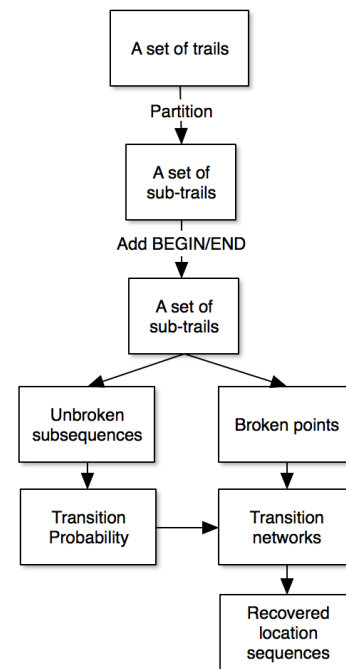 A set of trails
Partition
A set of
sub-trails
Add BEGIN/END
A set of
sub-trails
Unbroken
subsequences
Broken points
Transition
Probability
Transition
networks
Recovered
location
sequences